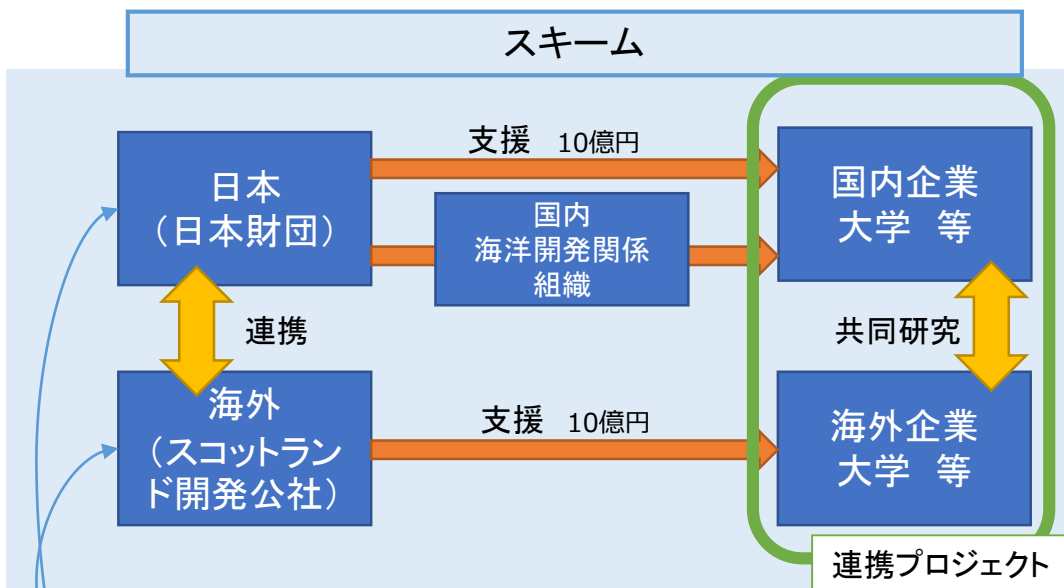 スキーム
支援 10億円
日本
（日本財団）
国内
海洋開発関係
組織
国内企業
大学 等
連携
共同研究
海外
（スコットラン
ド開発公社）
支援 10億円
海外企業
大学 等
連携プロジェクト